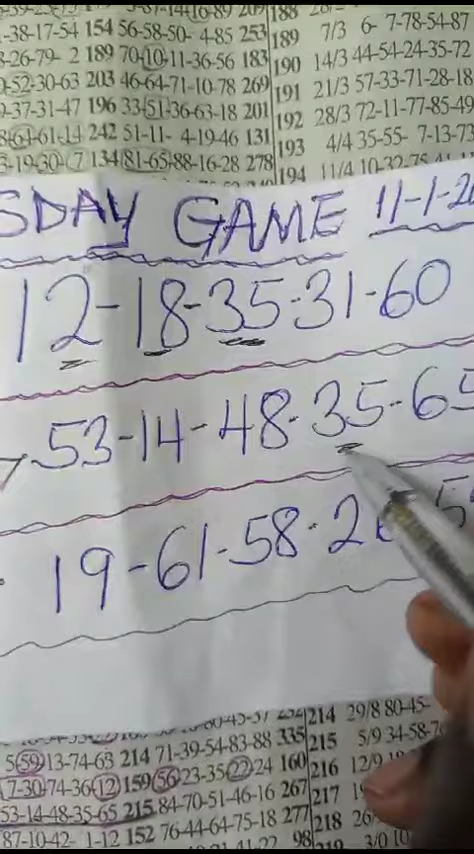 -38-17-54 154 56-58-50- 4-85 253 189 7/3 6- 7-78-54-87
3-26-79- 2 189 70-10-11-36-56 183 190 14/3 44-54-24-35-72
0-52-30-63 203 46-64-71-10-78 269 191 21/3 57-33-71-28-18
9-37-31-47 196 33-51-36-63-18 201 192 28/3 72-11-77-85-49
8-64-61-14 242 51-11- 4-19-46 131 193 4/4 35-55- 7-13-73
3-19-30- 7 134 81-65-88-16-28 278 194 11/4 10-32-75
SDAY GAME 11-1-20
12-18-35-31-60
53-14-48-35-65
19-61-58-2
214 29/8 80-45-
5-59-13-74-63 214 71-39-54-83-88 335 215 5/9 34-58-7
7-30-74-36-12 159 56-23-35-22-24 160 216 12/9
53-14-48-35-65 215 84-70-51-46-16 267 217
87-10-42- 1-12 152 76-44-64-75-18 277 218 26
98